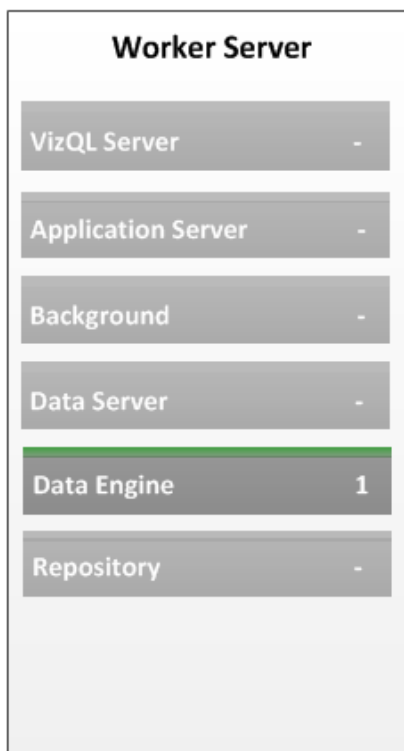 Worker Server
VizQL Server -
Application Server -
Background -
Data Server -
Data Engine 1
Repository -